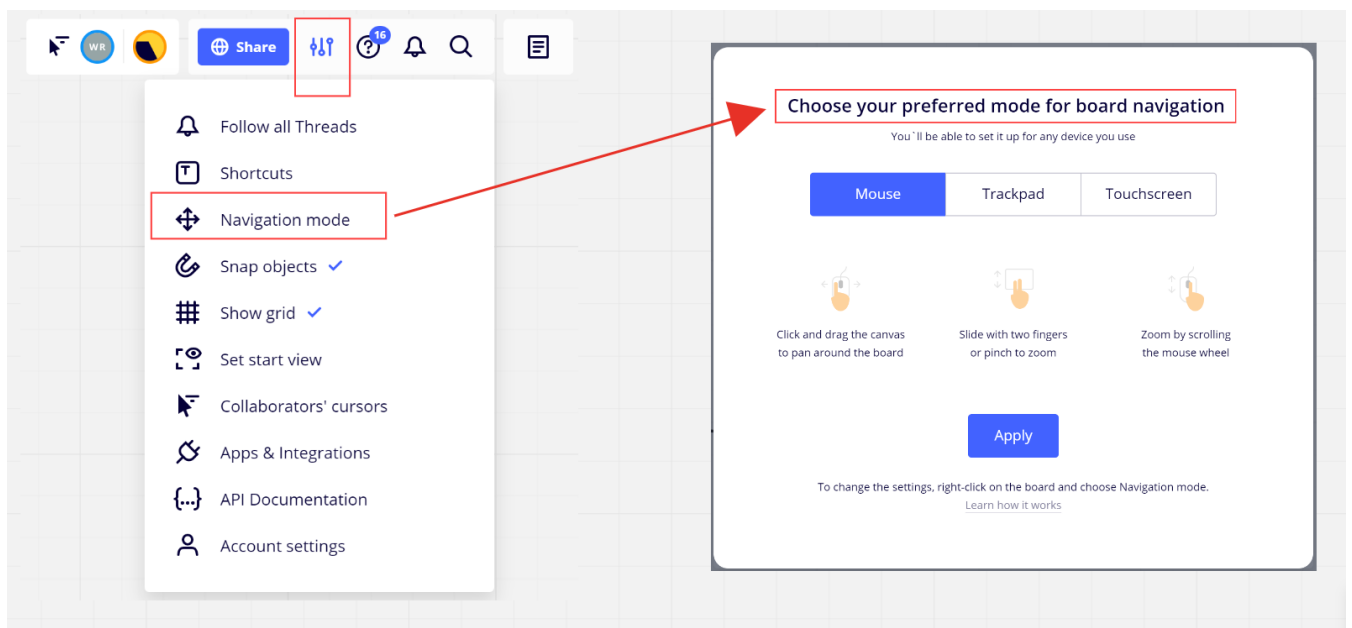 WR
Share
16
Follow all Threads
Shortcuts
Navigation mode
Snap objects
Show grid
Set start view
Collaborators' cursors
Apps & Integrations
{...} API Documentation
Account settings
Choose your preferred mode for board navigation
You`ll be able to set it up for any device you use
Mouse Trackpad Touchscreen
Click and drag the canvas
to pan around the board
Slide with two fingers
or pinch to zoom
Zoom by scrolling
the mouse wheel
Apply
To change the settings, right-click on the board and choose Navigation mode.
Learn how it works